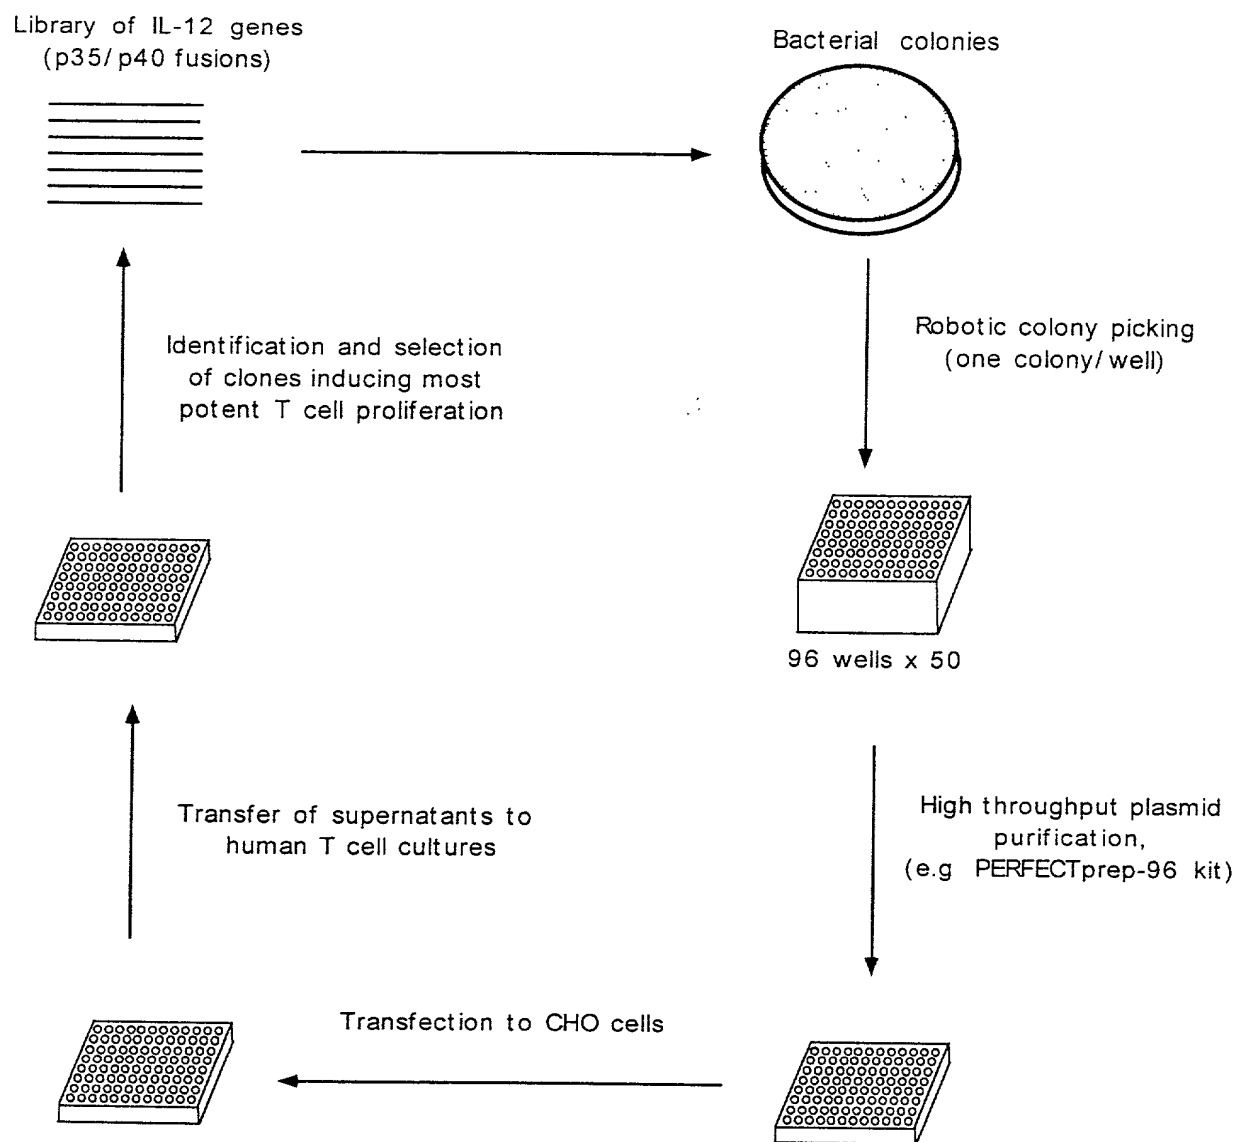 Library of IL-12 genes
(p35/p40 fusions)
Bacterial colonies
Robotic colony picking
(one colony/well)
Identification and selection
of clones inducing most
potent T cell proliferation
96 wells x 50
High throughput plasmid
purification,
(e.g PERFECTprep-96 kit)
Transfer of supernatants to
human T cell cultures
Transfection to CHO cells